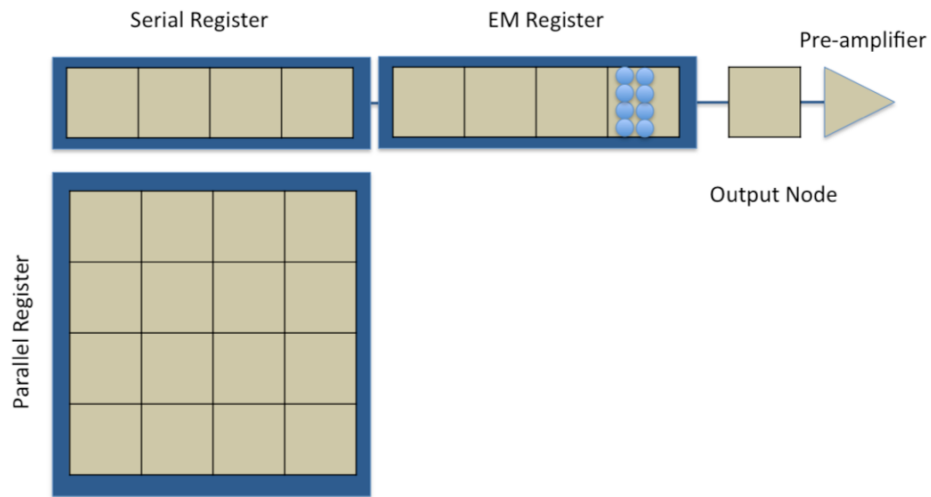 Serial Register
EM Register
Pre-amplifier
Output Node
Parallel Register